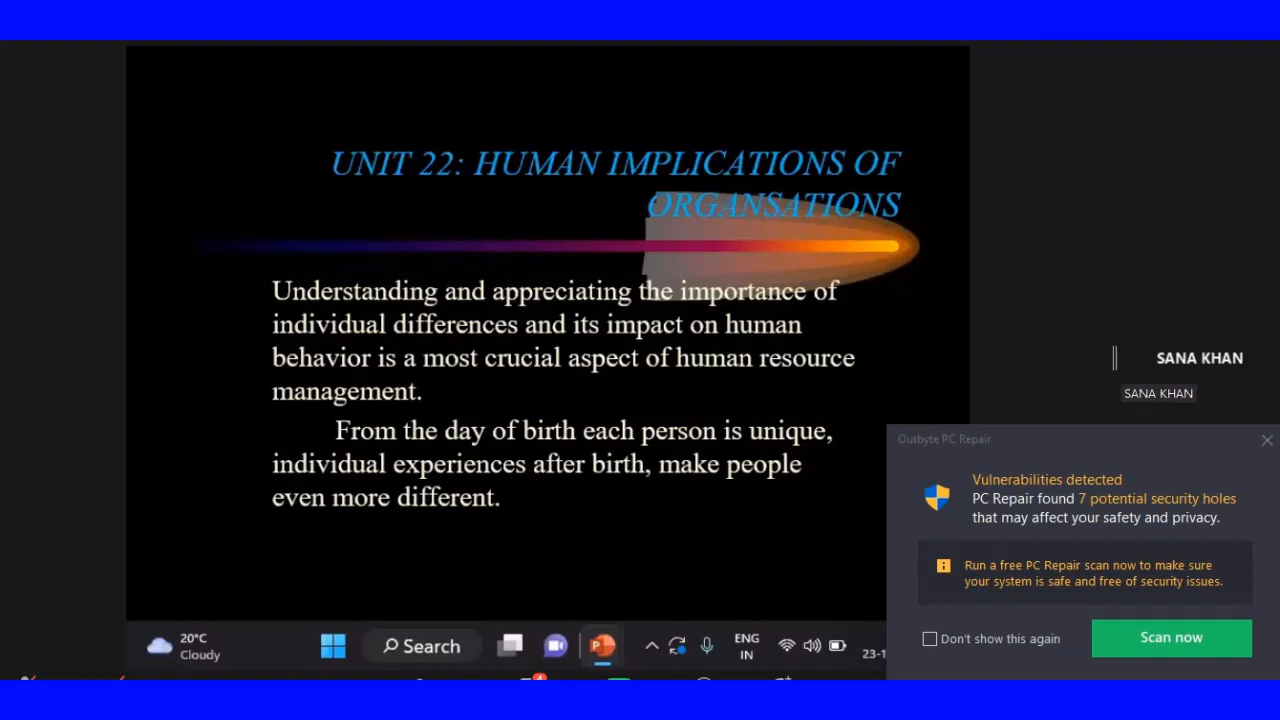 UNIT 22: HUMAN IMPLICATIONS OF
ORGANSATIONS
Understanding and appreciating the importance of
individual differences and its impact on human
behavior is a most crucial aspect of human resource
management.
From the day of birth each person is unique,
individual experiences after birth, make people
even more different.
SANA KHAN
SANA KHAN
Outbyte PC Repair
Vulnerabilities detected
PC Repair found 7 potential security holes
that may affect your safety and privacy.
Run a free PC Repair scan now to make sure
your system is safe and free of security issues.
Don't show this again
Scan now
20°C
Cloudy
Search
ENG
IN
23-1
4